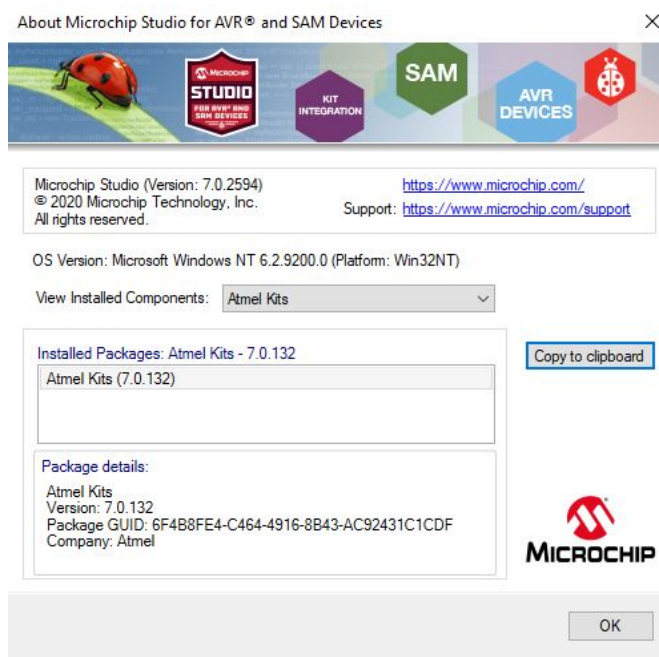 About Microchip Studio for AVR® and SAM Devices
MICROCHIP
STUDIO
FOR AVR® AND
SAM DEVICES
KIT
INTEGRATION
SAM
AVR
DEVICES
Microchip Studio (Version: 7.0.2594)
© 2020 Microchip Technology, Inc.
All rights reserved.
https://www.microchip.com/
Support: https://www.microchip.com/support
OS Version: Microsoft Windows NT 6.2.9200.0 (Platform: Win32NT)
View Installed Components: Atmel Kits
Installed Packages: Atmel Kits - 7.0.132
Copy to clipboard
Atmel Kits (7.0.132)
Package details:
Atmel Kits
Version: 7.0.132
Package GUID: 6F4B8FE4-C464-4916-8B43-AC92431C1CDF
Company: Atmel
MICROCHIP
OK